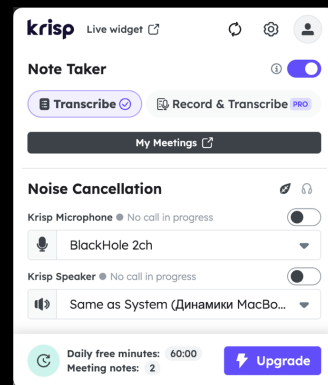 krisp Live widget
Note Taker
Transcribe Record & Transcribe PRO
My Meetings
Noise Cancellation
Krisp Microphone No call in progress
BlackHole 2ch
Krisp Speaker No call in progress
Same as System (Динамики MacBo...
Daily free minutes: 60:00
Meeting notes: 2
Upgrade